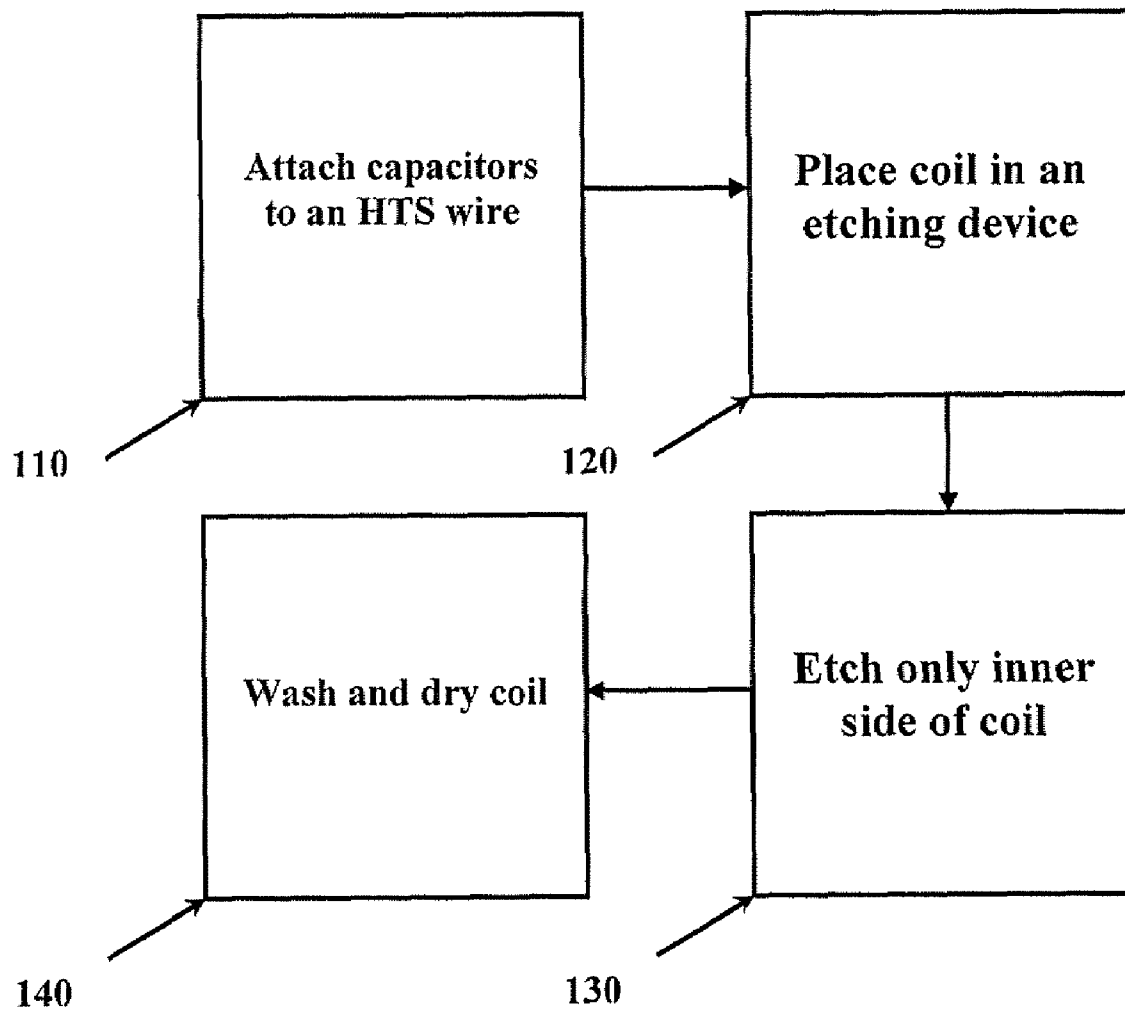 Attach capacitors
to an HTS wire
Place coil in an
etching device
110
120
Wash and dry coil
Etch only inner
side of coil
140
130